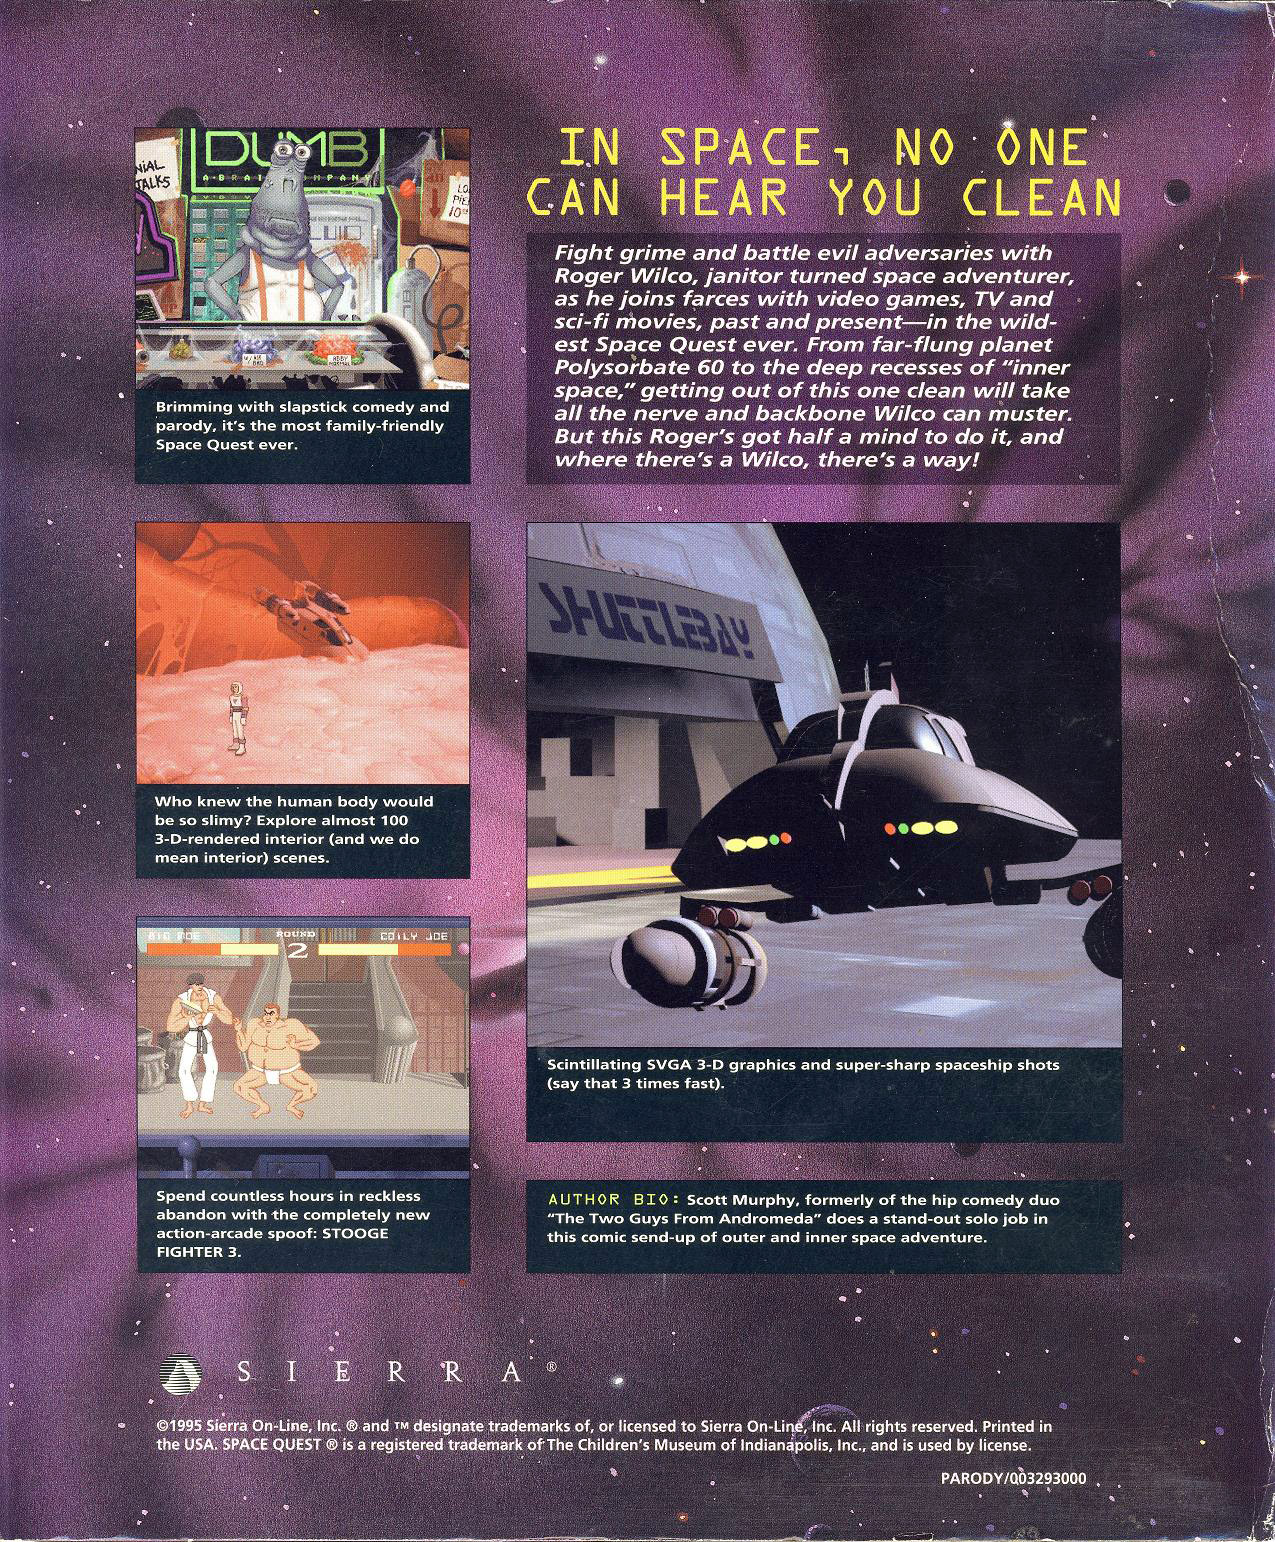 IN SPACE, NO ONE
CAN HEAR YOU CLEAN
Fight grime and battle evil adversaries with
Roger Wilco, janitor turned space adventurer,
as he joins farces with video games, TV and
sci-fi movies, past and present—in the wild-
est Space Quest ever. From far-flung planet
Polysorbate 60 to the deep recesses of "inner
space," getting out of this one clean will take
all the nerve and backbone Wilco can muster.
But this Roger's got half a mind to do it, and
where there's a Wilco, there's a way!
DUMB
Brimming with slapstick comedy and
parody, it's the most family-friendly
Space Quest ever.
Who knew the human body would
be so slimy? Explore almost 100
3-D-rendered interior (and we do
mean interior) scenes.
ROUND
COILY JOE
2
Spend countless hours in reckless
abandon with the completely new
action-arcade spoof: STOOGE
FIGHTER 3.
SHUTTLEBAY
Scintillating SVGA 3-D graphics and super-sharp spaceship shots
(say that 3 times fast).
AUTHOR BIO: Scott Murphy, formerly of the hip comedy duo
"The Two Guys From Andromeda" does a stand-out solo job in
this comic send-up of outer and inner space adventure.
SIERRA®
©1995 Sierra On-Line, Inc. ® and ™ designate trademarks of, or licensed to Sierra On-Line, Inc. All rights reserved. Printed in
the USA. SPACE QUEST ® is a registered trademark of The Children's Museum of Indianapolis, Inc., and is used by license.
PARODY/003293000